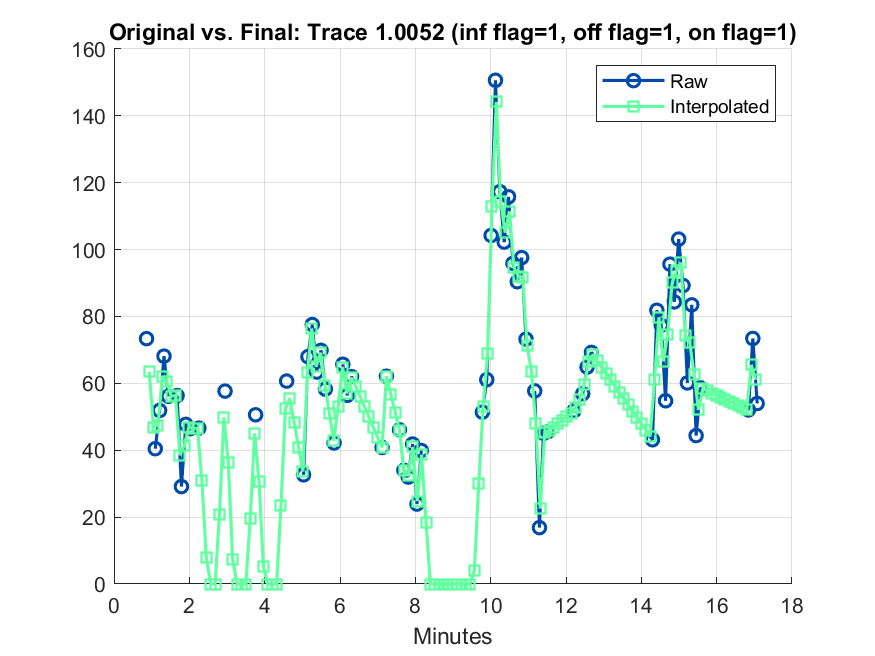 Original vs. Final: Trace 1.0052 (inf flag=1, off flag=1, on flag=1)
160
140
120
100
80
60
40
20
0
Raw
Interpolated
0 2 4 6 8 10 12 14 16 18
Minutes